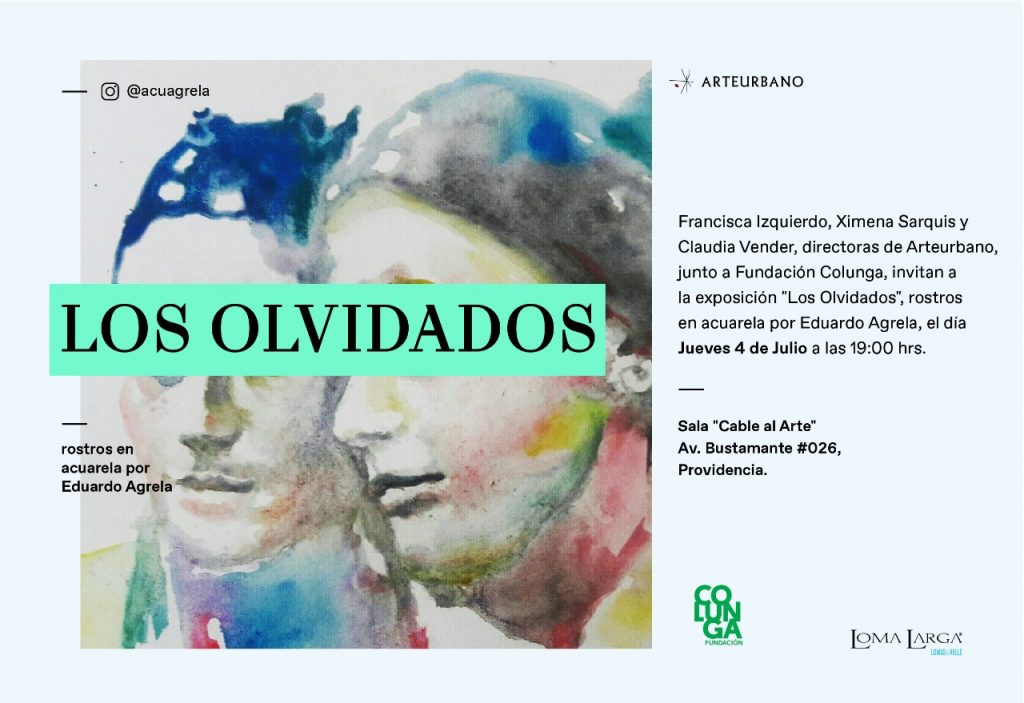 @acuagrela
LOS OLVIDADOS
rostros en
acuarela por
Eduardo Agrela
ARTEURBANO
Francisca Izquierdo, Ximena Sarquis y
Claudia Vender, directoras de Arteurbano,
junto a Fundación Colunga, invitan a
la exposición "Los Olvidados", rostros
en acuarela por Eduardo Agrela, el día
Jueves 4 de Julio a las 19:00 hrs.
Sala "Cable al Arte"
Av. Bustamante #026,
Providencia.
CO
LUN
GA
FUNDACIÓN
LOMA LARGA®